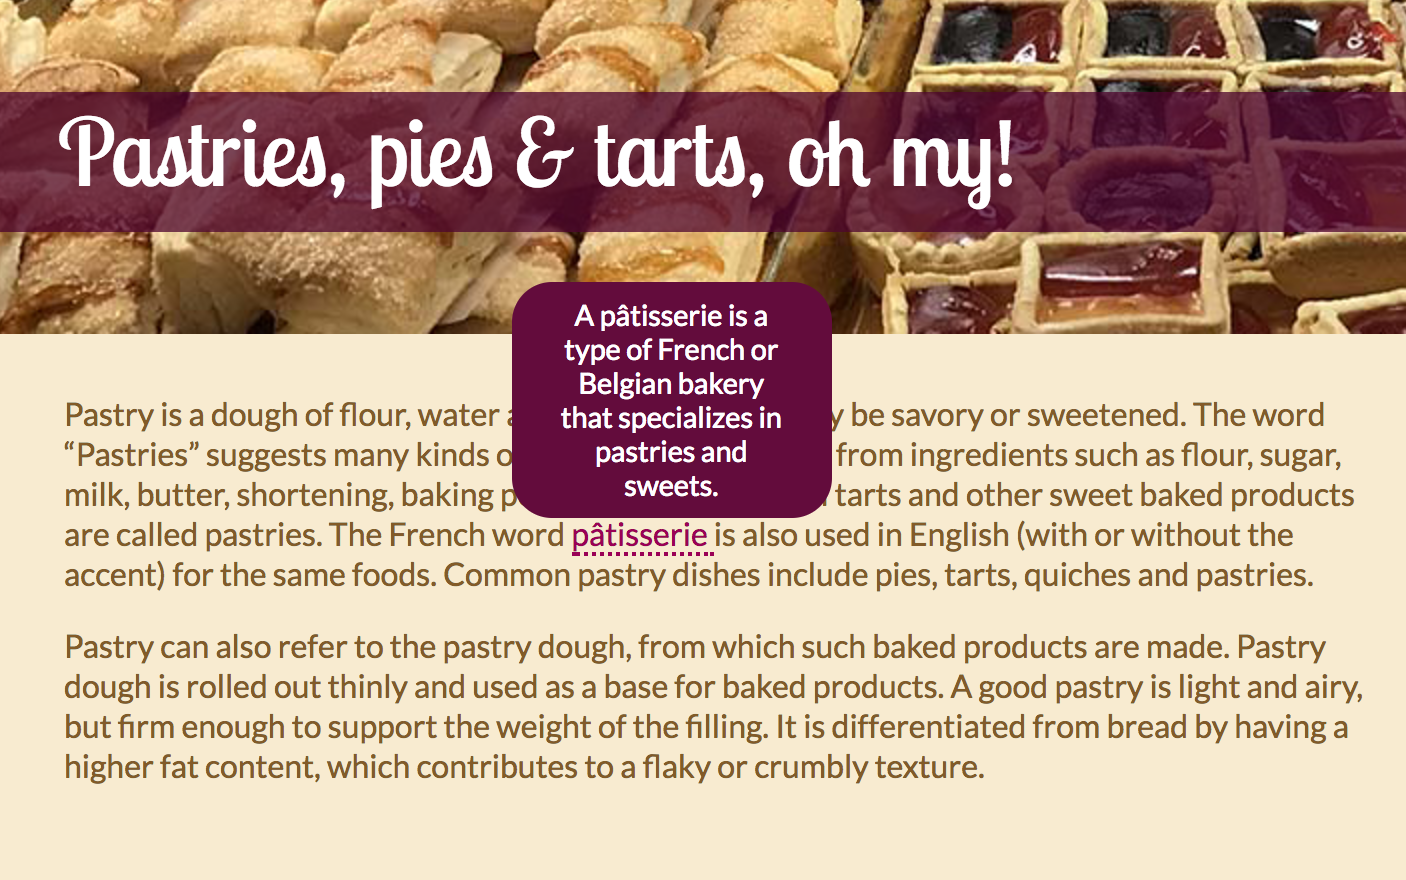 Pastries, pies & tarts, oh my!
A pâtisserie is a
type of French or
Belgian bakery
that specializes in
pastries and
sweets.
Pastry is a dough of flour, water be savory or sweetened. The word
“Pastries” suggests many kinds from ingredients such as flour, sugar,
milk, butter, shortening, baking tarts and other sweet baked products
are called pastries. The French word pâtisserie is also used in English (with or without the
accent) for the same foods. Common pastry dishes include pies, tarts, quiches and pastries.
Pastry can also refer to the pastry dough, from which such baked products are made. Pastry
dough is rolled out thinly and used as a base for baked products. A good pastry is light and airy,
but firm enough to support the weight of the filling. It is differentiated from bread by having a
higher fat content, which contributes to a flaky or crumbly texture.